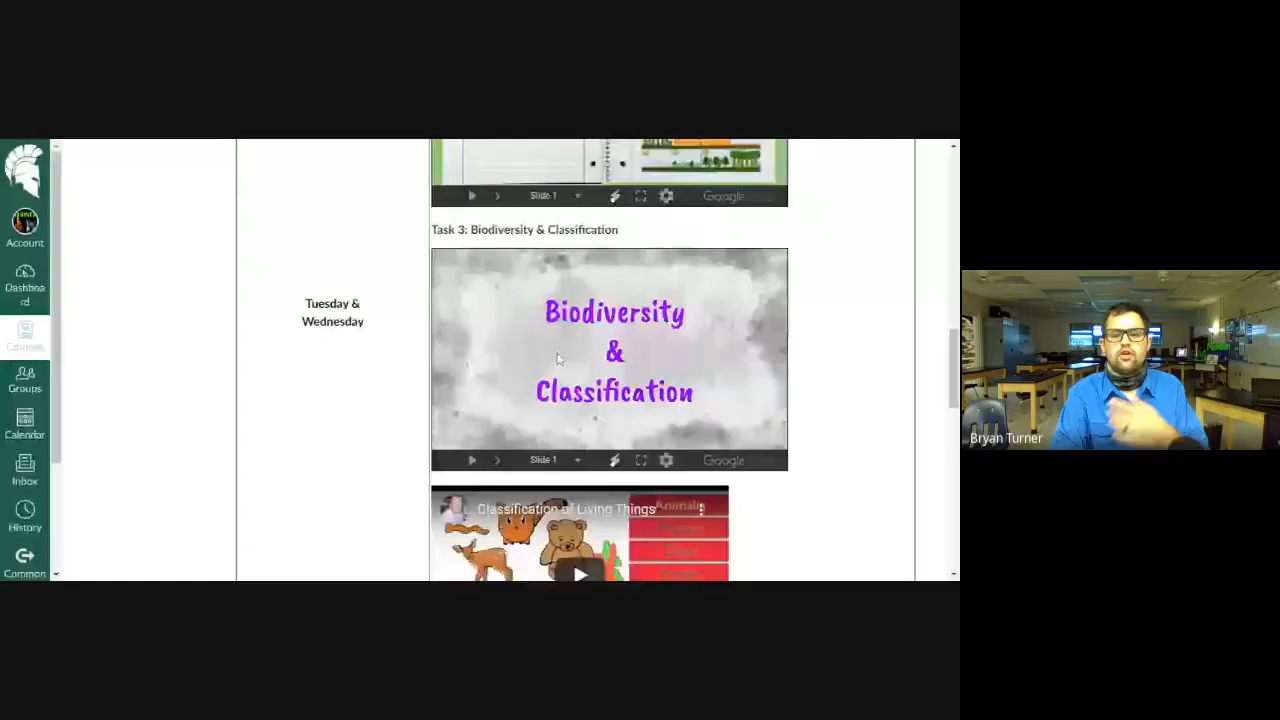 Account
Dashboa
rd
Courses
Groups
Calendar
Inbox
History
Common
Slide 1
Google
Task 3: Biodiversity & Classification
Tuesday &
Wednesday
Biodiversity
&
Classification
Slide 1
Google
Classification of Living Things
Bryan Turner